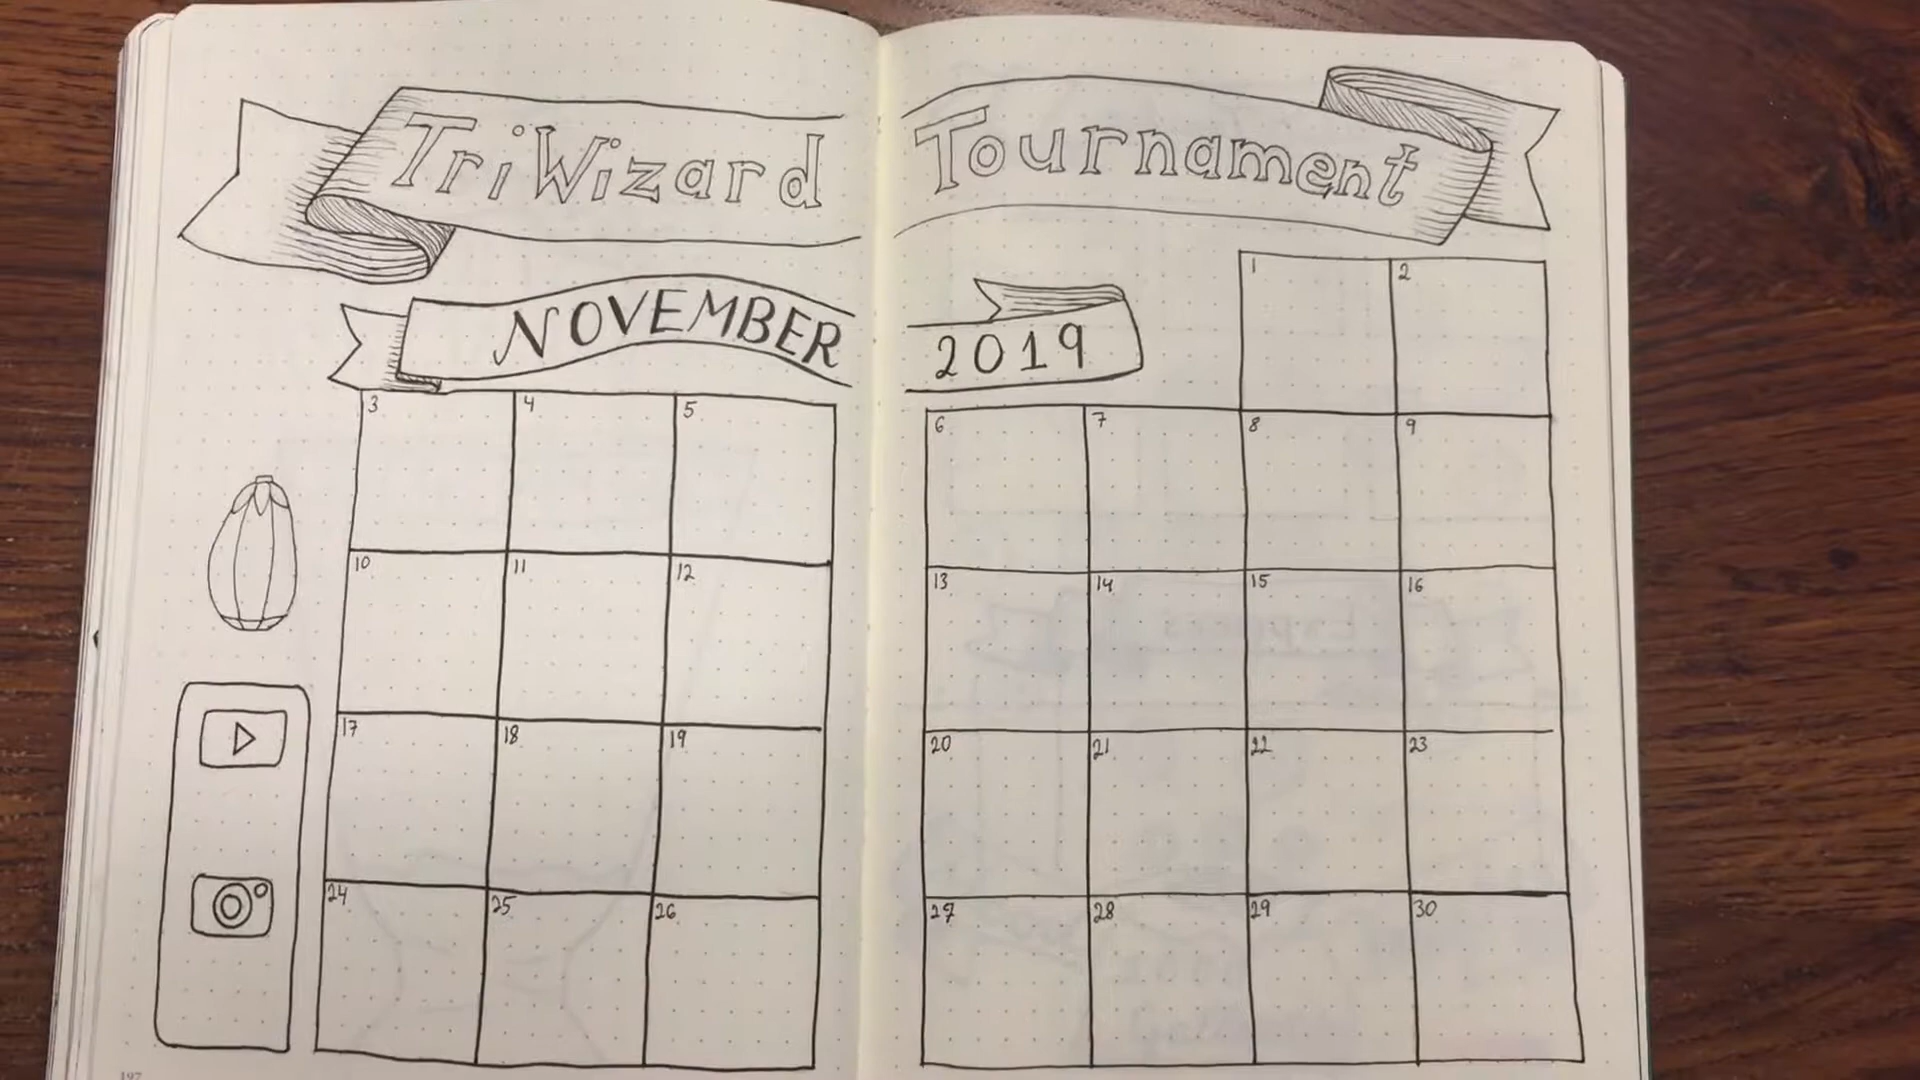 TriWizard Tournament
NOVEMBER 2019
1 2
3 4 5 6 7 8 9
10 11 12 13 14 15 16
17 18 19 20 21 22 23
24 25 26 27 28 29 30
197